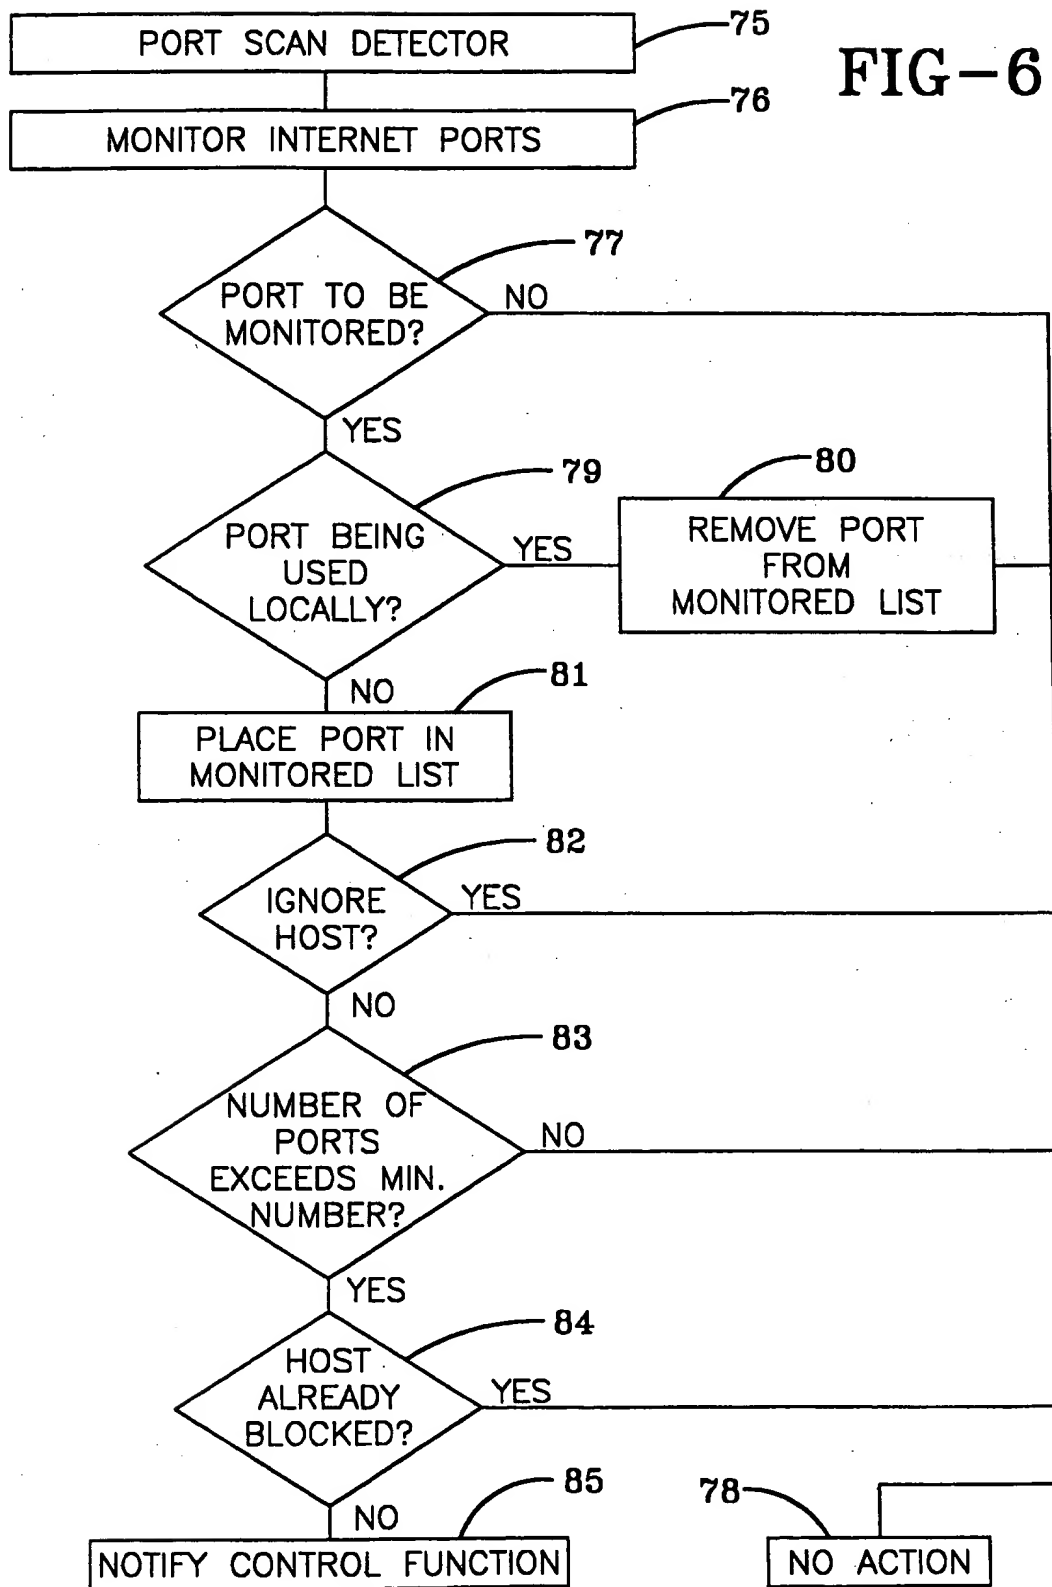 PORT SCAN DETECTOR
75
FIG-6
MONITOR INTERNET PORTS
76
77
PORT TO BE
MONITORED?
NO
YES
79
PORT BEING
USED
LOCALLY?
YES
80
REMOVE PORT
FROM
MONITORED LIST
NO
81
PLACE PORT IN
MONITORED LIST
82
IGNORE
HOST?
YES
NO
83
NUMBER OF
PORTS
EXCEEDS MIN.
NUMBER?
NO
YES
84
HOST
ALREADY
BLOCKED?
YES
NO
85
NOTIFY CONTROL FUNCTION
78
NO ACTION